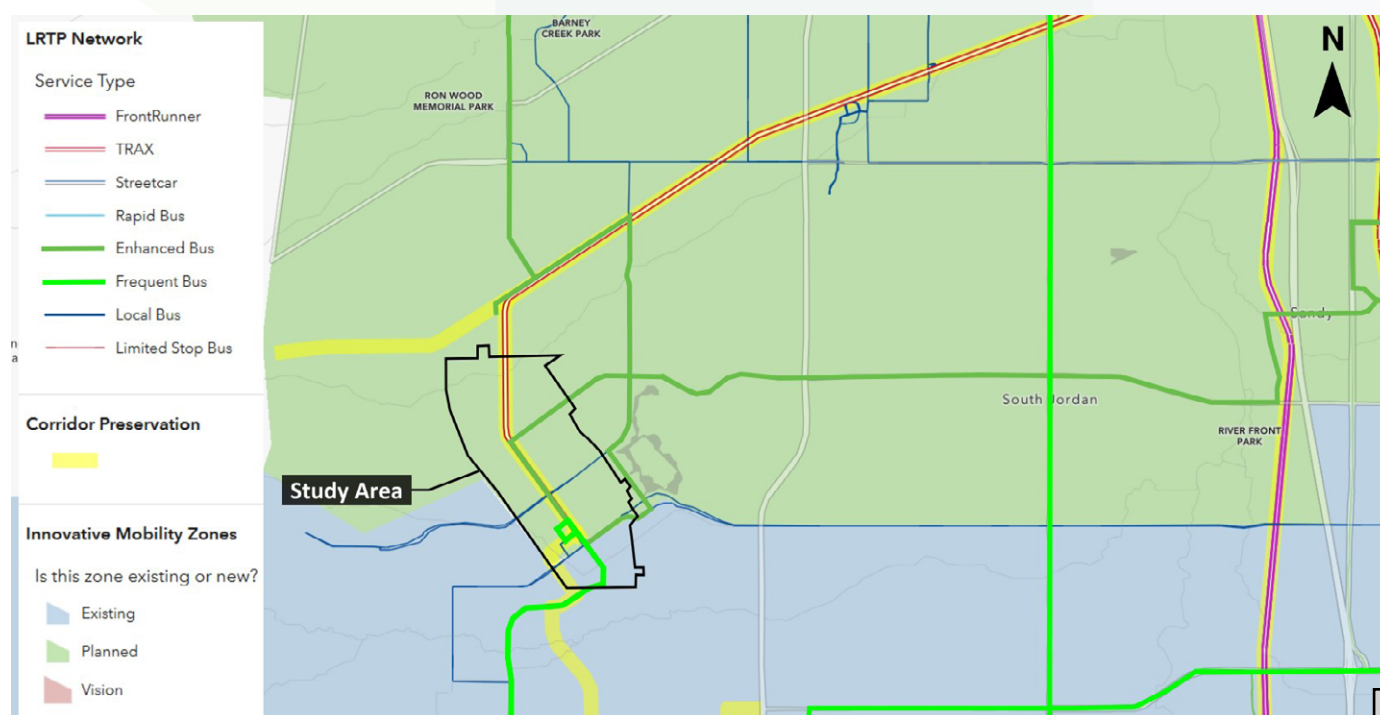 LRTP Network
Service Type
FrontRunner
TRAX
Streetcar
Rapid Bus
Enhanced Bus
Frequent Bus
Local Bus
Limited Stop Bus
Corridor Preservation
Innovative Mobility Zones
Is this zone existing or new?
Existing
Planned
Vision
BARNEY
CREEK PARK
RON WOOD
MEMORIAL PARK
N
Sandy
South Jordan
RIVER FRONT
PARK
Study Area